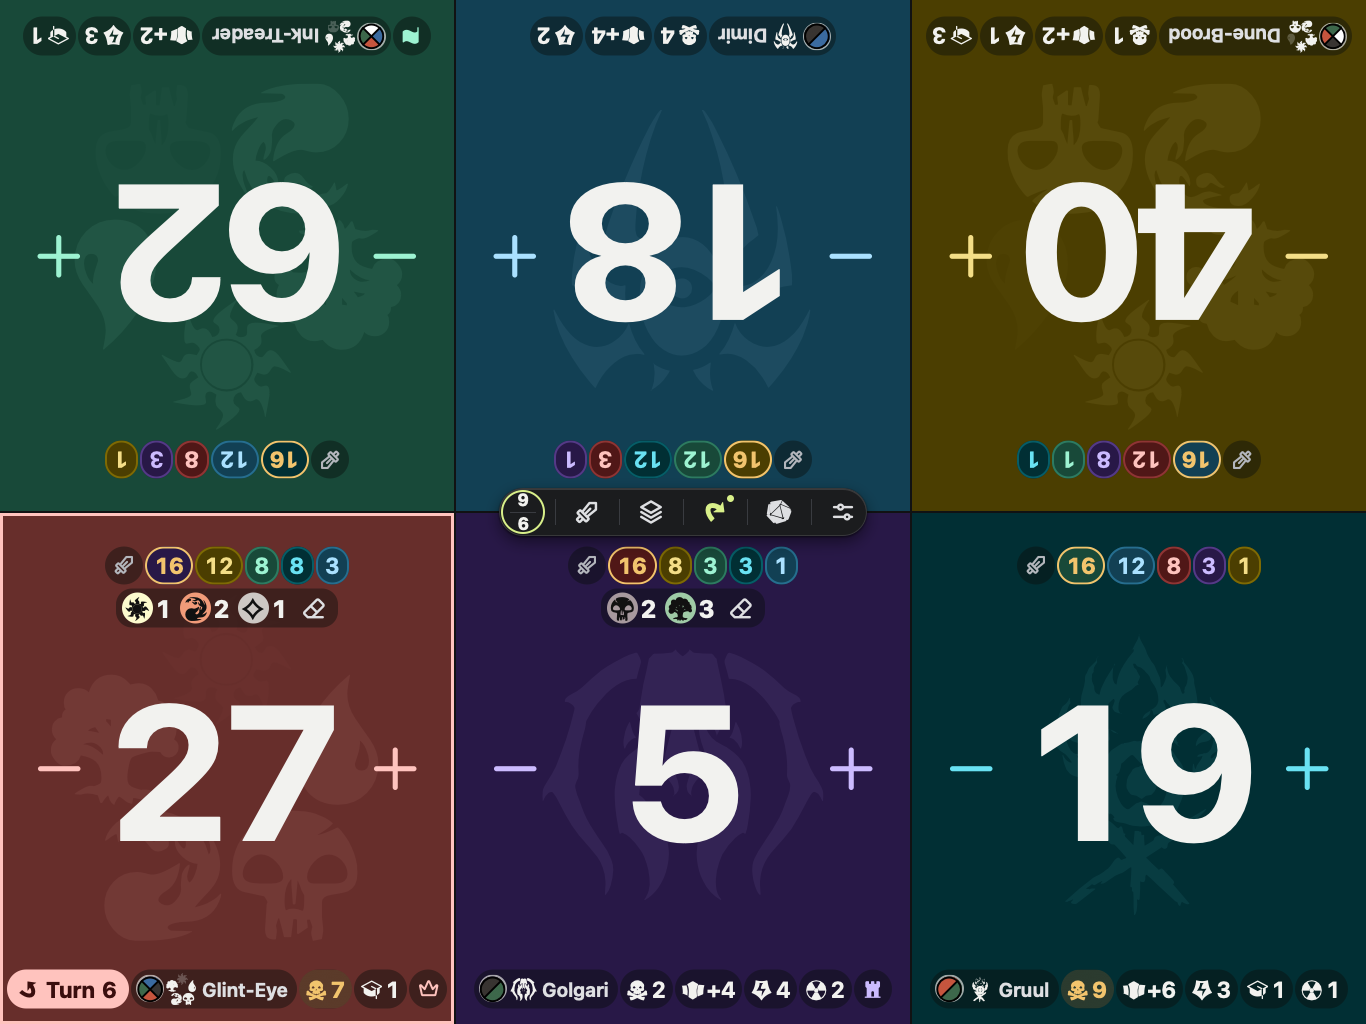 16 12 8 3 1
62
Ink-Treader +2 3 1
16 12 12 3 1
18
Dimir 4 +4 2
16 12 8 1 1
40
Dune-Brood 1 +2 1 3
9
6
16 12 8 8 3
1 2 1
27
Turn 6 Glint-Eye 7 1
16 8 3 3 1
2 3
5
Golgari 2 +4 4 2
16 12 8 3 1
19
Gruul 9 +6 3 1 1